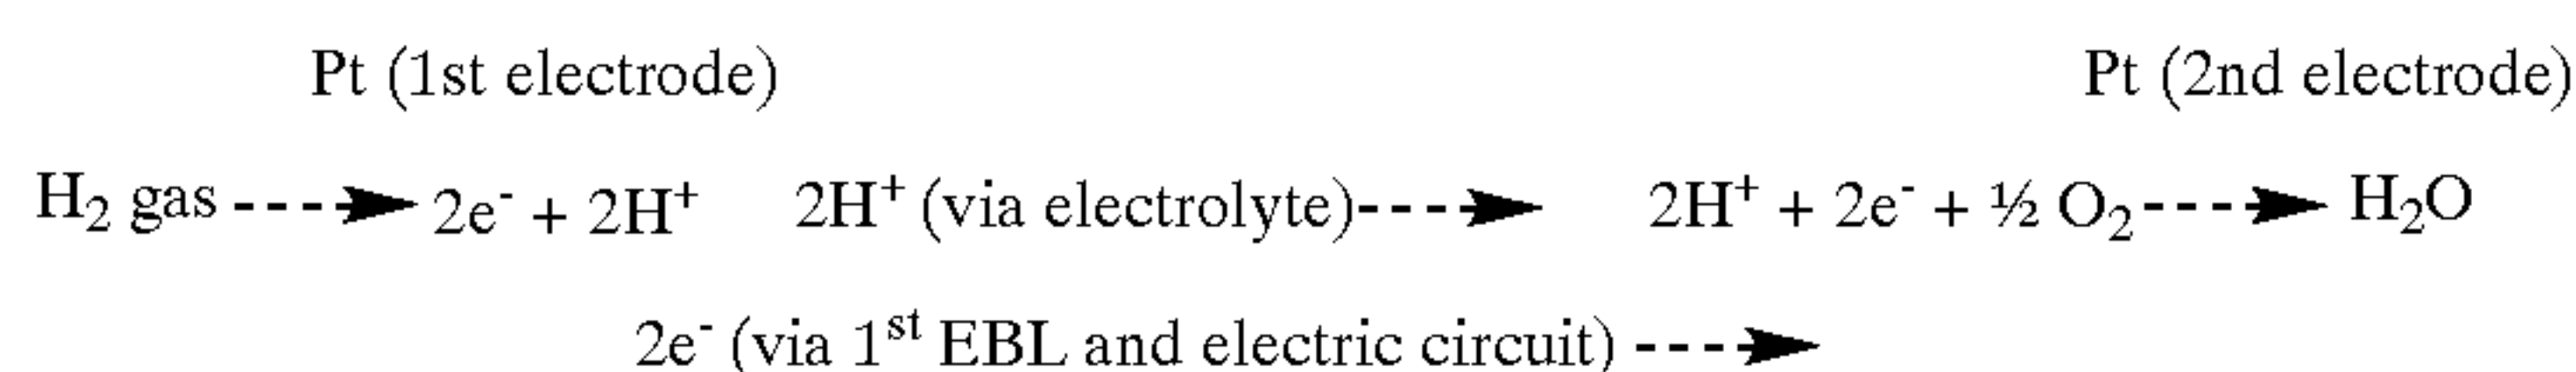 Pt (1st electrode) Pt (2nd electrode)
H₂ gas ---➤ 2e⁻ + 2H⁺ 2H⁺ (via electrolyte)---➤ 2H⁺ + 2e⁻ + ½ O₂---➤ H₂O
2e⁻ (via 1ˢᵗ EBL and electric circuit) ---➤